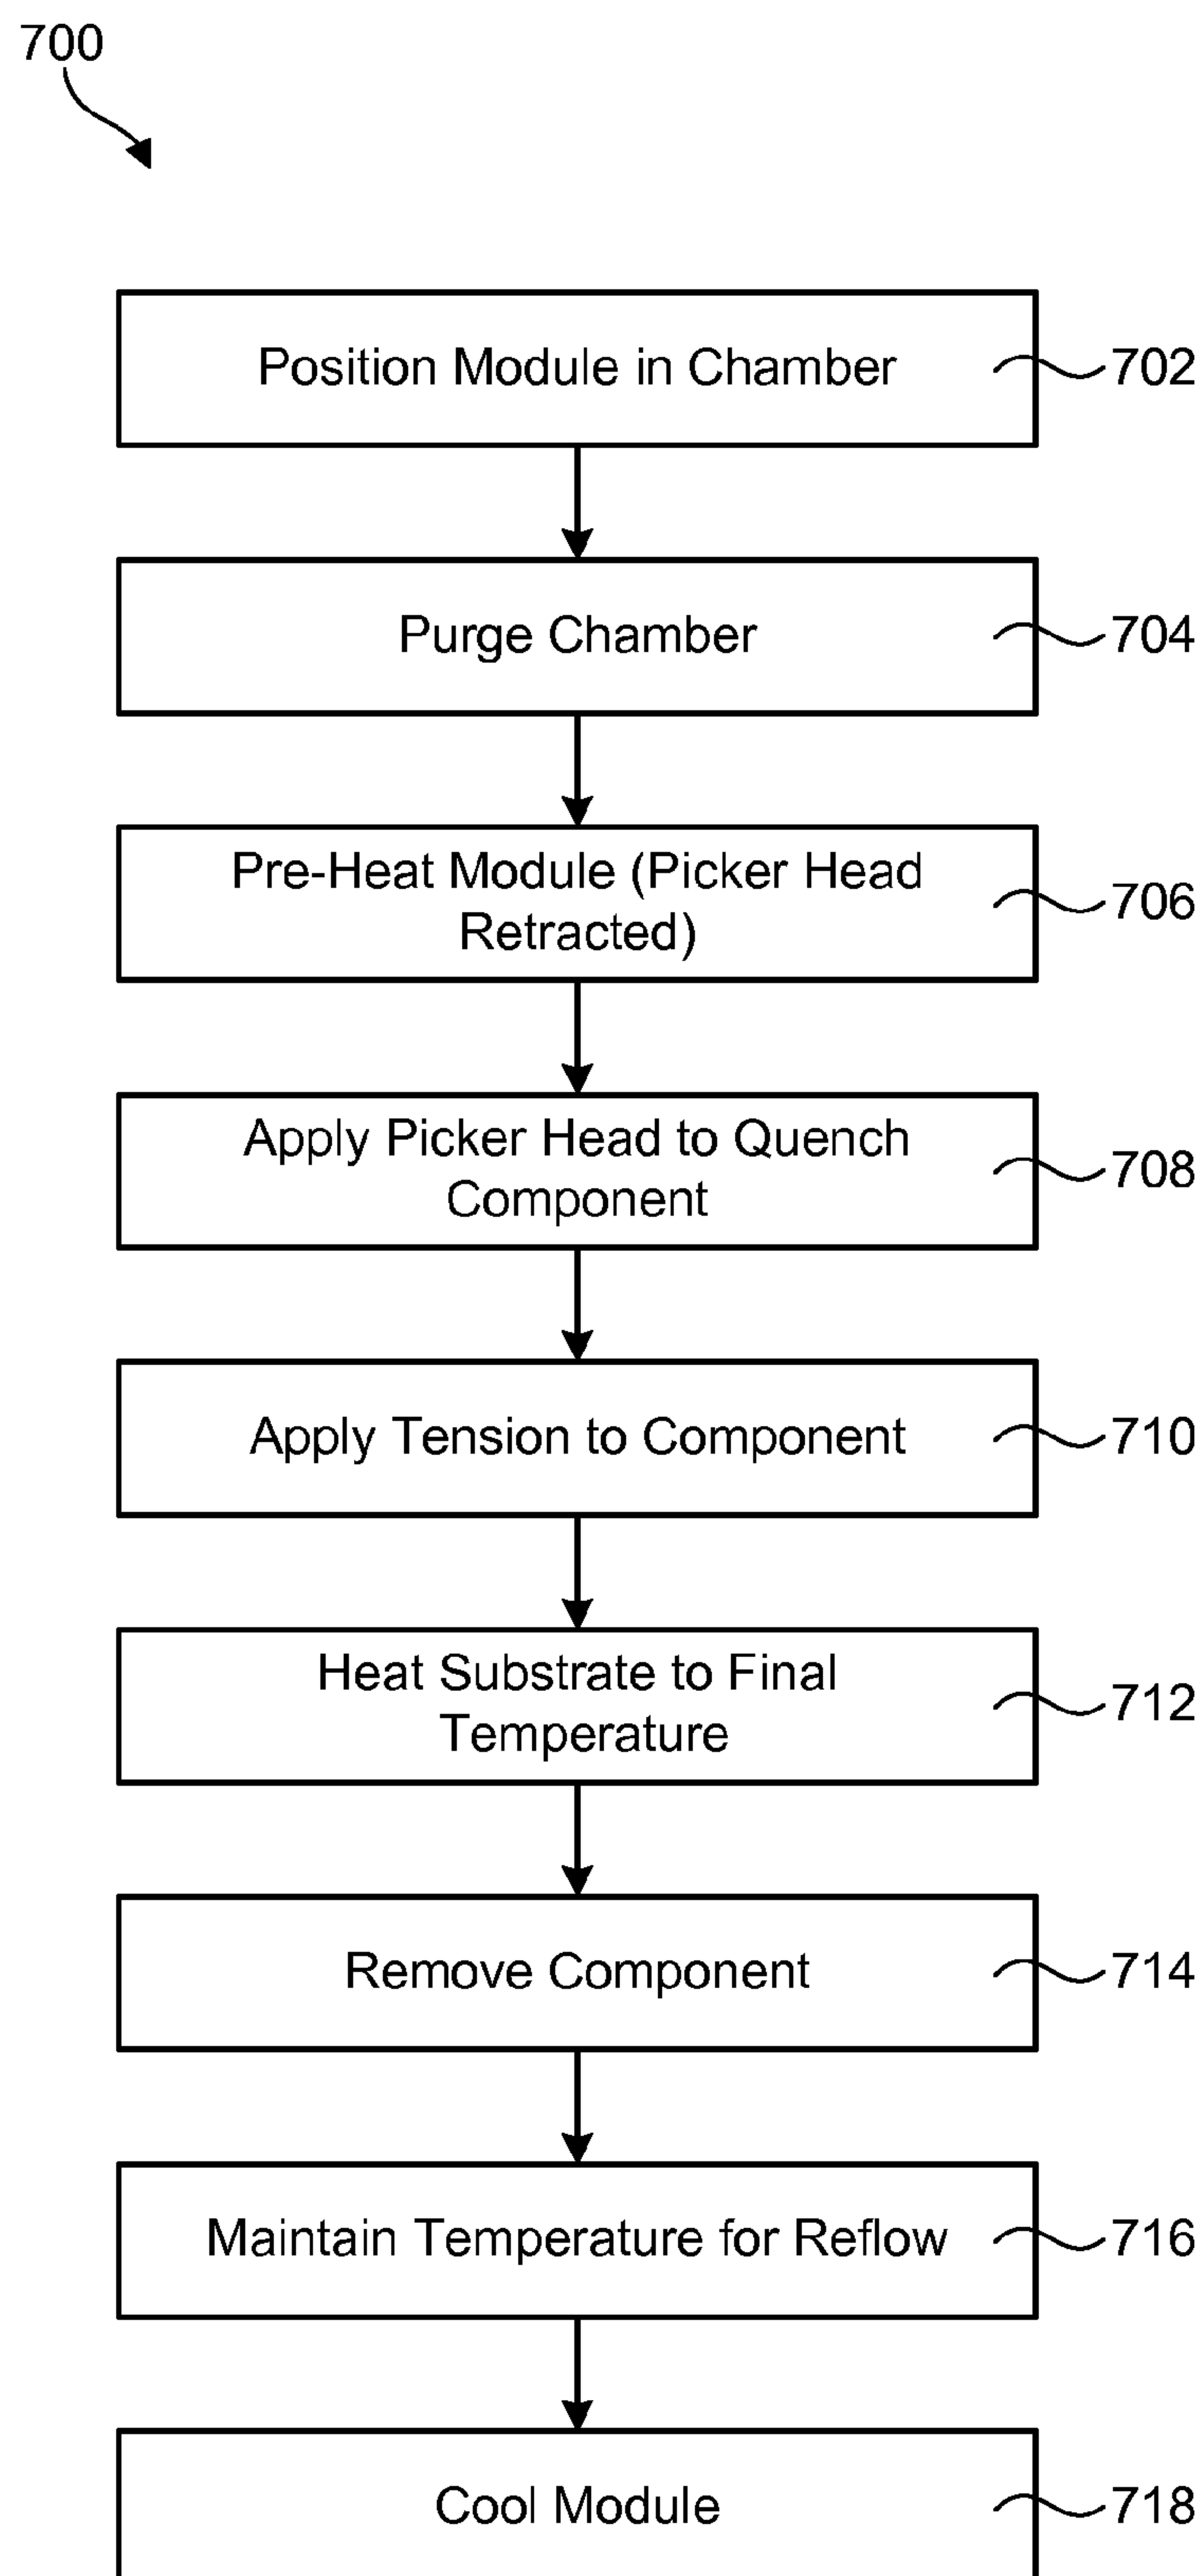 700
Position Module in Chamber
702
Purge Chamber
704
Pre-Heat Module (Picker Head
Retracted)
706
Apply Picker Head to Quench
Component
708
Apply Tension to Component
710
Heat Substrate to Final
Temperature
712
Remove Component
714
Maintain Temperature for Reflow
716
Cool Module
718